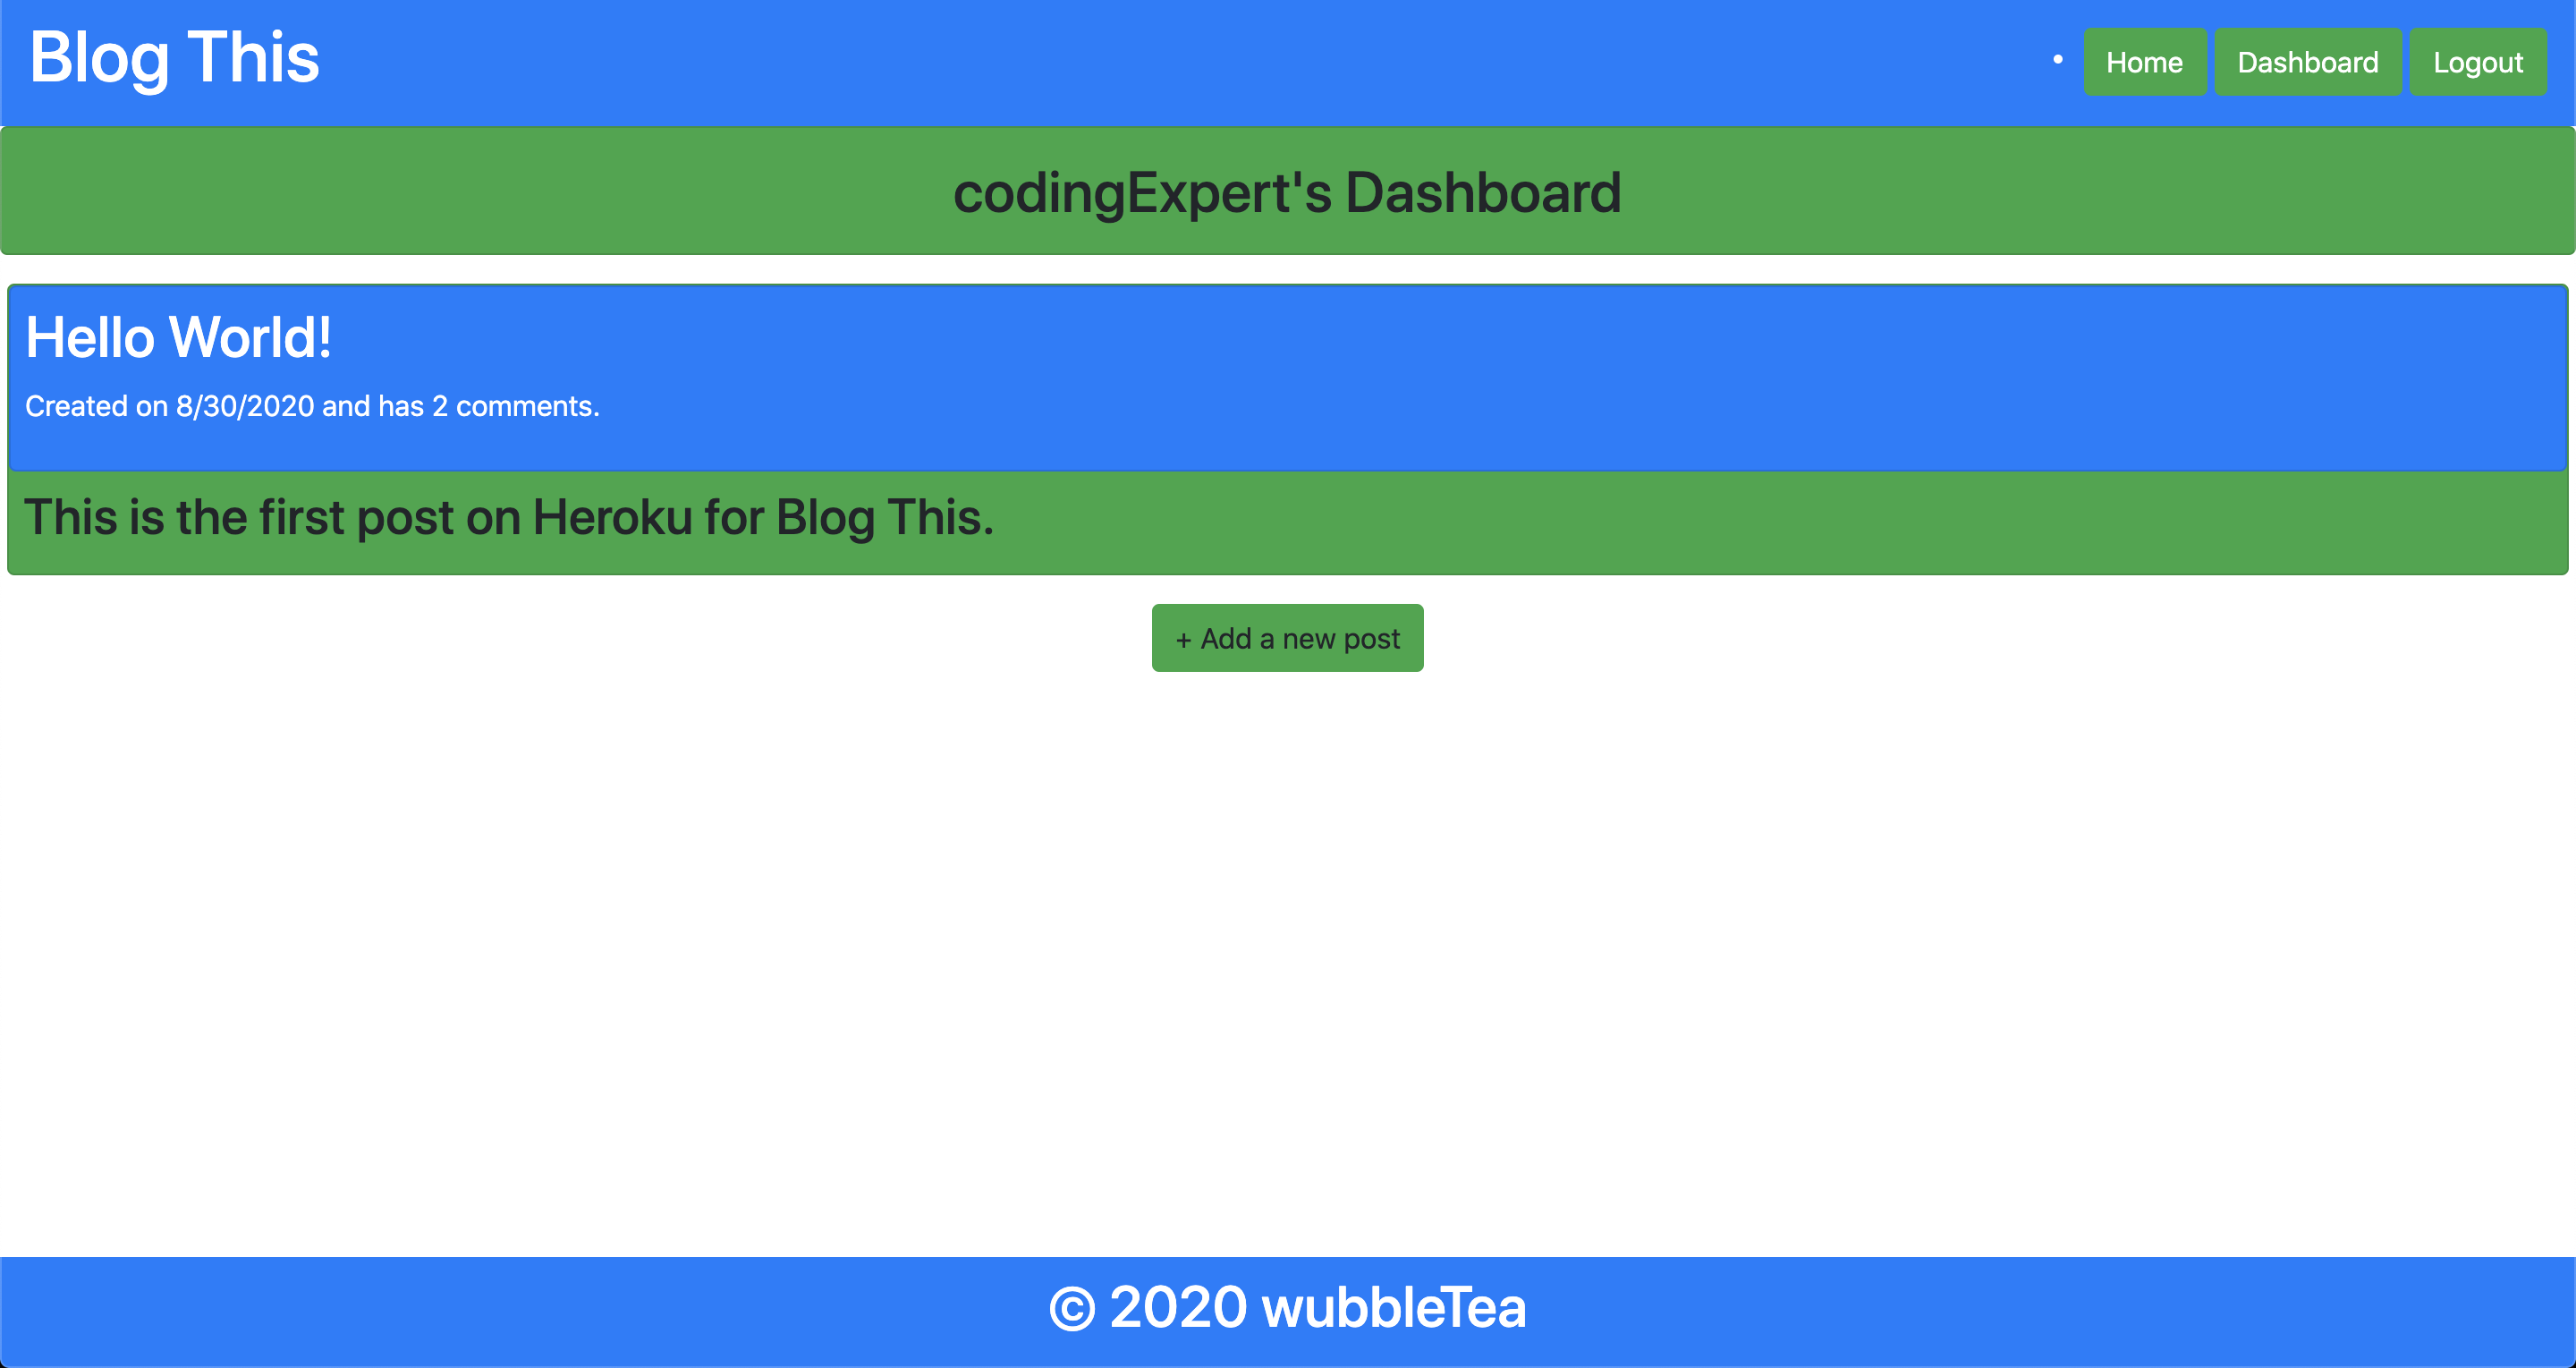 Blog This
• Home Dashboard Logout
codingExpert's Dashboard
Hello World!
Created on 8/30/2020 and has 2 comments.
This is the first post on Heroku for Blog This.
+ Add a new post
© 2020 wubbleTea